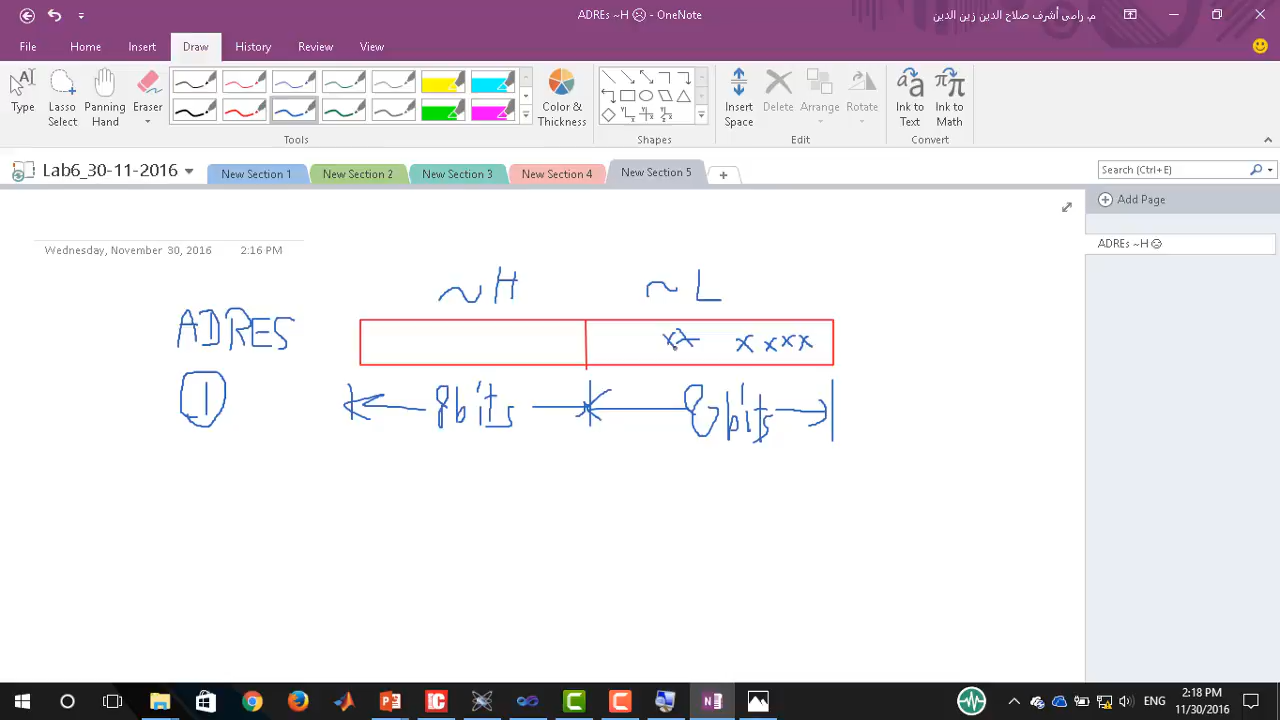 ADREs ~H ☹ - OneNote
م. رامى أشرف صلاح الدين زين الدين
File Home Insert Draw History Review View
Type
Lasso Select
Panning Hand
Eraser
Color & Thickness
Insert Space
Delete
Arrange
Rotate
Ink to Text
Ink to Math
Tools
Shapes
Edit
Convert
Lab6_30-11-2016
New Section 1
New Section 2
New Section 3
New Section 4
New Section 5
Search (Ctrl+E)
Add Page
ADREs ~H ☹
Wednesday, November 30, 2016 2:16 PM
~H ~L
ADRES xx xxxx
1 8bits 8bits
ENG
2:18 PM
11/30/2016